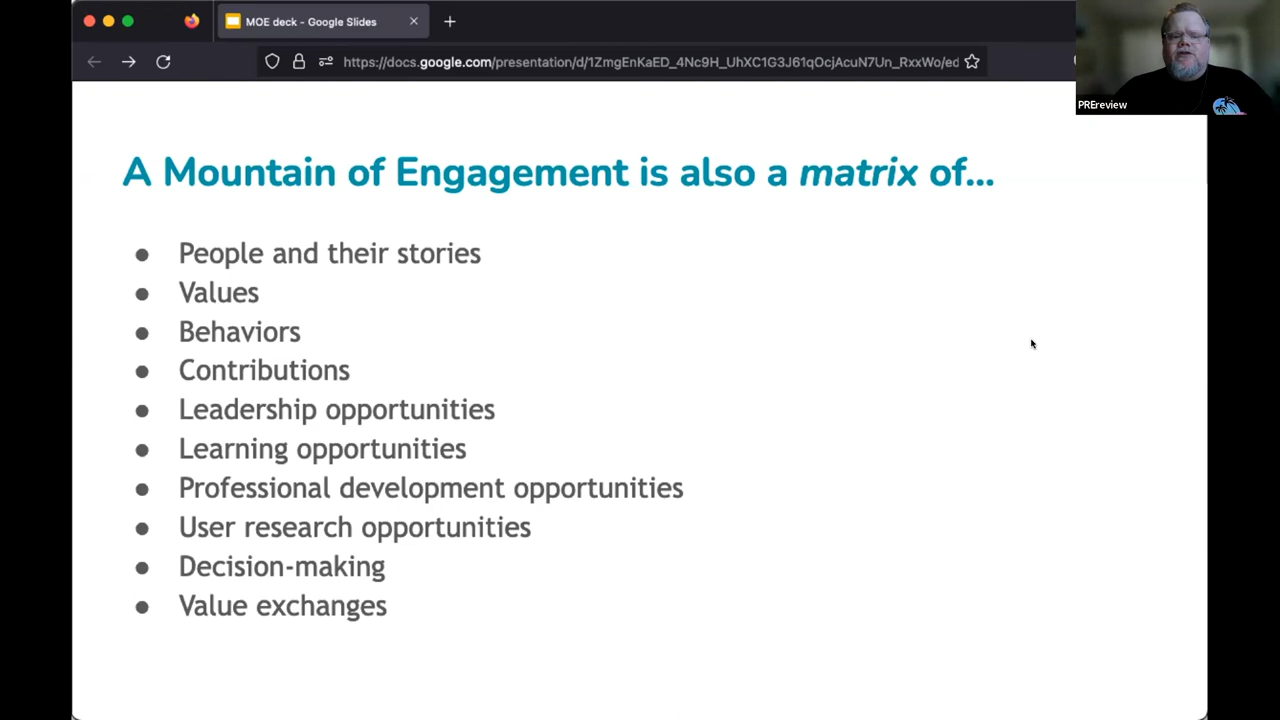 MOE deck - Google Slides
https://docs.google.com/presentation/d/1ZmgEnKaED_4Nc9H_UhXC1G3J61qOcjAcuN7Un_RxxWo/ed
PREreview
A Mountain of Engagement is also a matrix of...
● People and their stories
● Values
● Behaviors
● Contributions
● Leadership opportunities
● Learning opportunities
● Professional development opportunities
● User research opportunities
● Decision-making
● Value exchanges